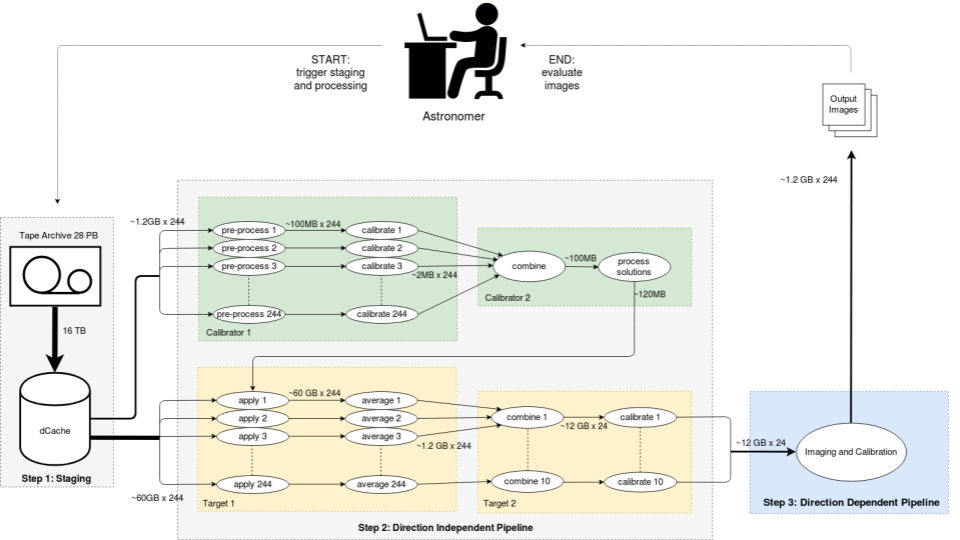 START:
trigger staging
and processing
END:
evaluate
images
Astronomer
Output
Images
~1.2 GB x 244
Tape Archive 28 PB
16 TB
dCache
Step 1: Staging
~1.2GB x 244
pre-process 1
~100MB x 244
calibrate 1
pre-process 2
calibrate 2
pre-process 3
calibrate 3
~2MB x 244
pre-process 244
calibrate 244
Calibrator 1
combine
~100MB
process
solutions
Calibrator 2
~120MB
apply 1
~60 GB x 244
average 1
apply 2
average 2
apply 3
average 3
~1.2 GB x 244
apply 244
average 244
~60GB x 244
Target 1
combine 1
calibrate 1
~12 GB x 24
combine 10
calibrate 10
Target 2
Step 2: Direction Independent Pipeline
~12 GB x 24
Imaging and Calibration
Step 3: Direction Dependent Pipeline